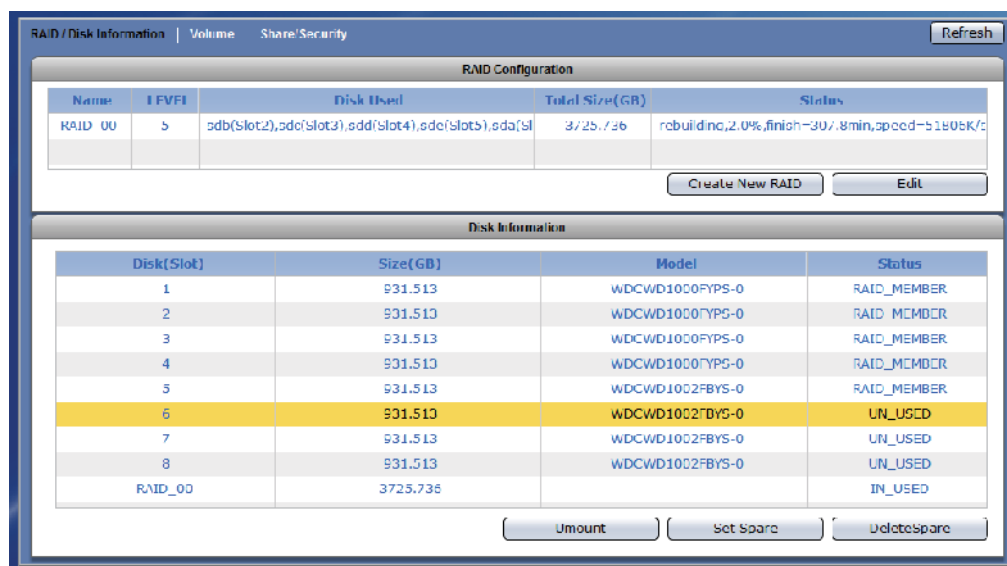 RAID / Disk Information | Volume Share/Security Refresh
RAID Configuration
Name LEVEL Disk Used Total Size(GB) Status
RAID_00 5 sdb(Slot2),sdc(Slot3),sdd(Slot4),sde(Slot5),sda(Sl 3725.736 rebuilding,2.0%,finish=307.8min,speed=51806K/s
Create New RAID Edit
Disk Information
Disk(Slot) Size(GB) Model Status
1 931.513 WDCWD1000FYPS-0 RAID_MEMBER
2 931.513 WDCWD1000FYPS-0 RAID_MEMBER
3 931.513 WDCWD1000FYPS-0 RAID_MEMBER
4 931.513 WDCWD1000FYPS-0 RAID_MEMBER
5 931.513 WDCWD1002FBYS-0 RAID_MEMBER
6 931.513 WDCWD1002FBYS-0 UN_USED
7 931.513 WDCWD1002FBYS-0 UN_USED
8 931.513 WDCWD1002FBYS-0 UN_USED
RAID_00 3725.736 IN_USED
Umount Set Spare DeleteSpare